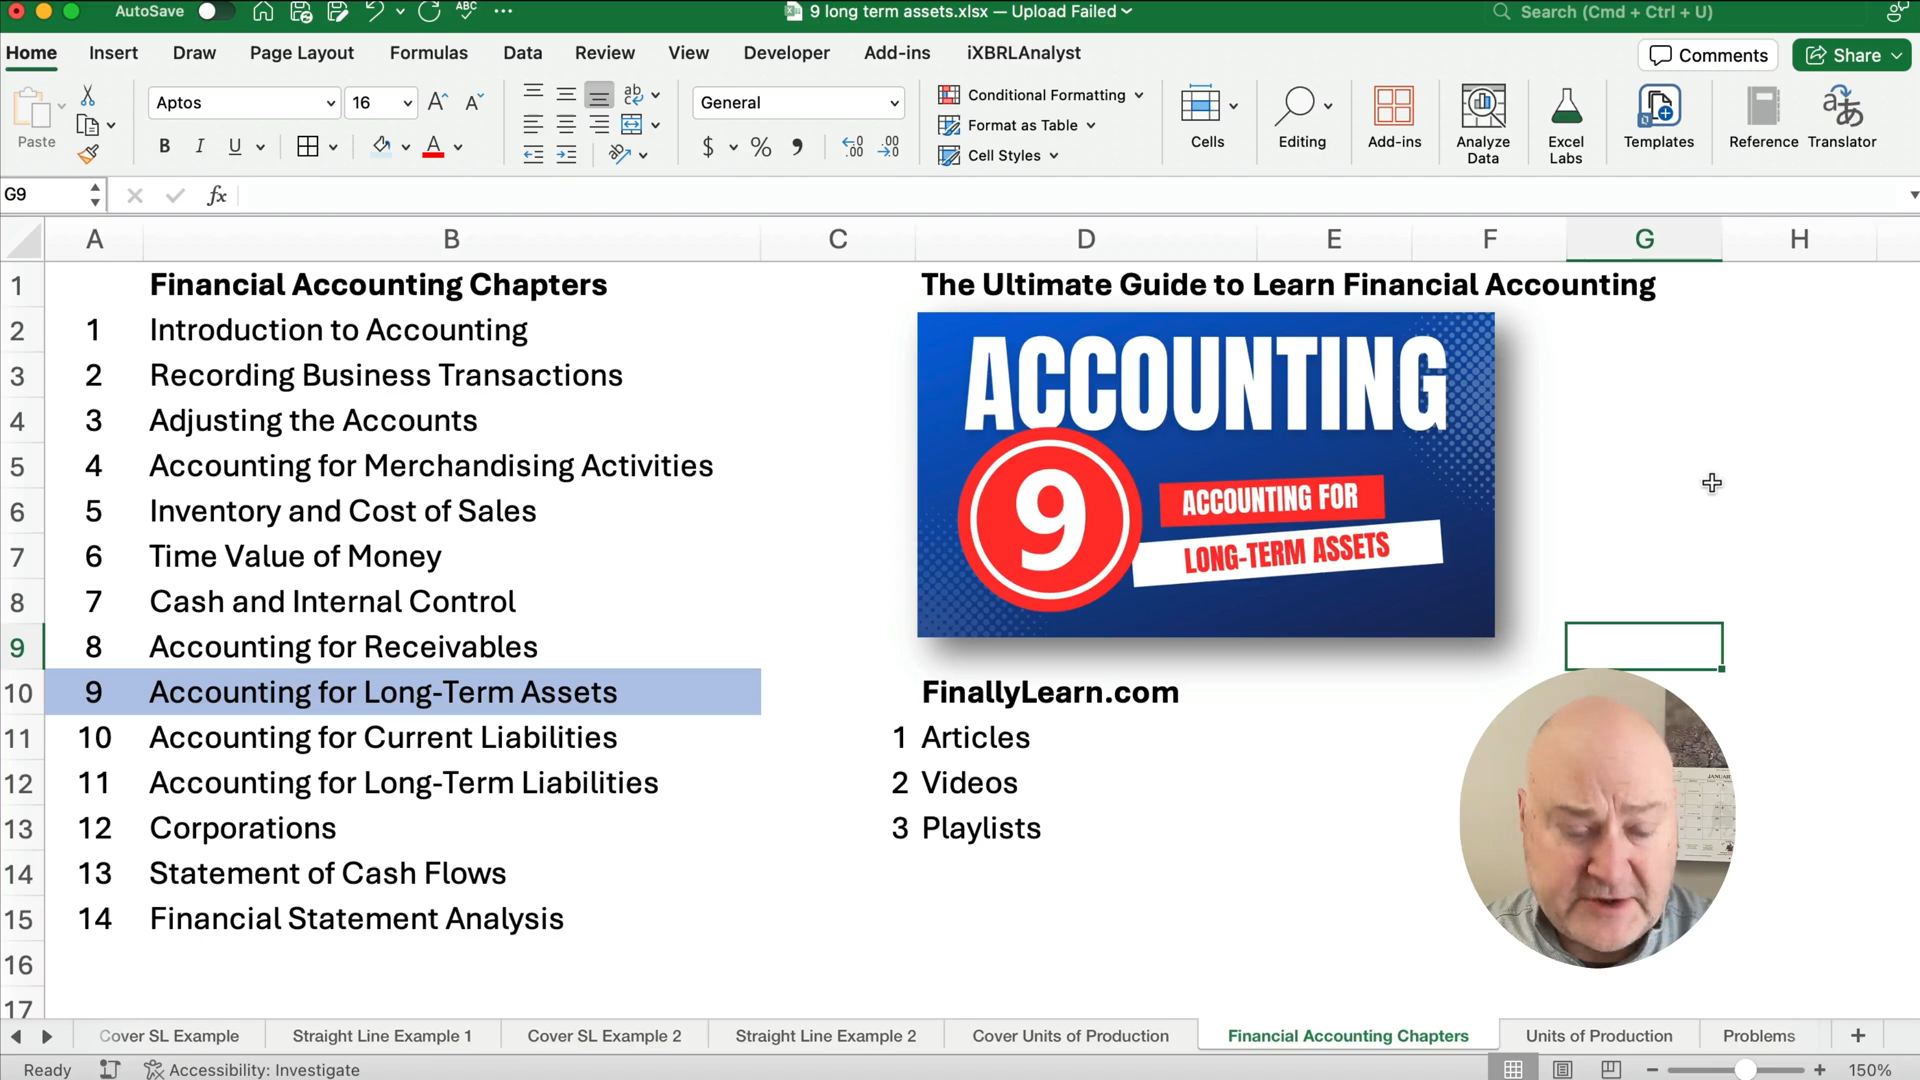 AutoSave
ABC
9 long term assets.xlsx — Upload Failed
Search (Cmd + Ctrl + U)
Home Insert Draw Page Layout Formulas Data Review View Developer Add-ins iXBRLAnalyst
Comments
Share
Paste
Aptos
16
General
Conditional Formatting
Format as Table
Cell Styles
Cells
Editing
Add-ins
Analyze Data
Excel Labs
Templates
Reference
Translator
B I U
$ % 9
G9
fx
A B C D E F G H
1 Financial Accounting Chapters The Ultimate Guide to Learn Financial Accounting
2 1 Introduction to Accounting
3 2 Recording Business Transactions
4 3 Adjusting the Accounts
5 4 Accounting for Merchandising Activities
6 5 Inventory and Cost of Sales
7 6 Time Value of Money
8 7 Cash and Internal Control
9 8 Accounting for Receivables
ACCOUNTING
9
ACCOUNTING FOR
LONG-TERM ASSETS
10 9 Accounting for Long-Term Assets FinallyLearn.com
11 10 Accounting for Current Liabilities 1 Articles
12 11 Accounting for Long-Term Liabilities 2 Videos
13 12 Corporations 3 Playlists
14 13 Statement of Cash Flows
15 14 Financial Statement Analysis
16
17
Cover SL Example Straight Line Example 1 Cover SL Example 2 Straight Line Example 2 Cover Units of Production Financial Accounting Chapters Units of Production Problems
Ready
Accessibility: Investigate
150%